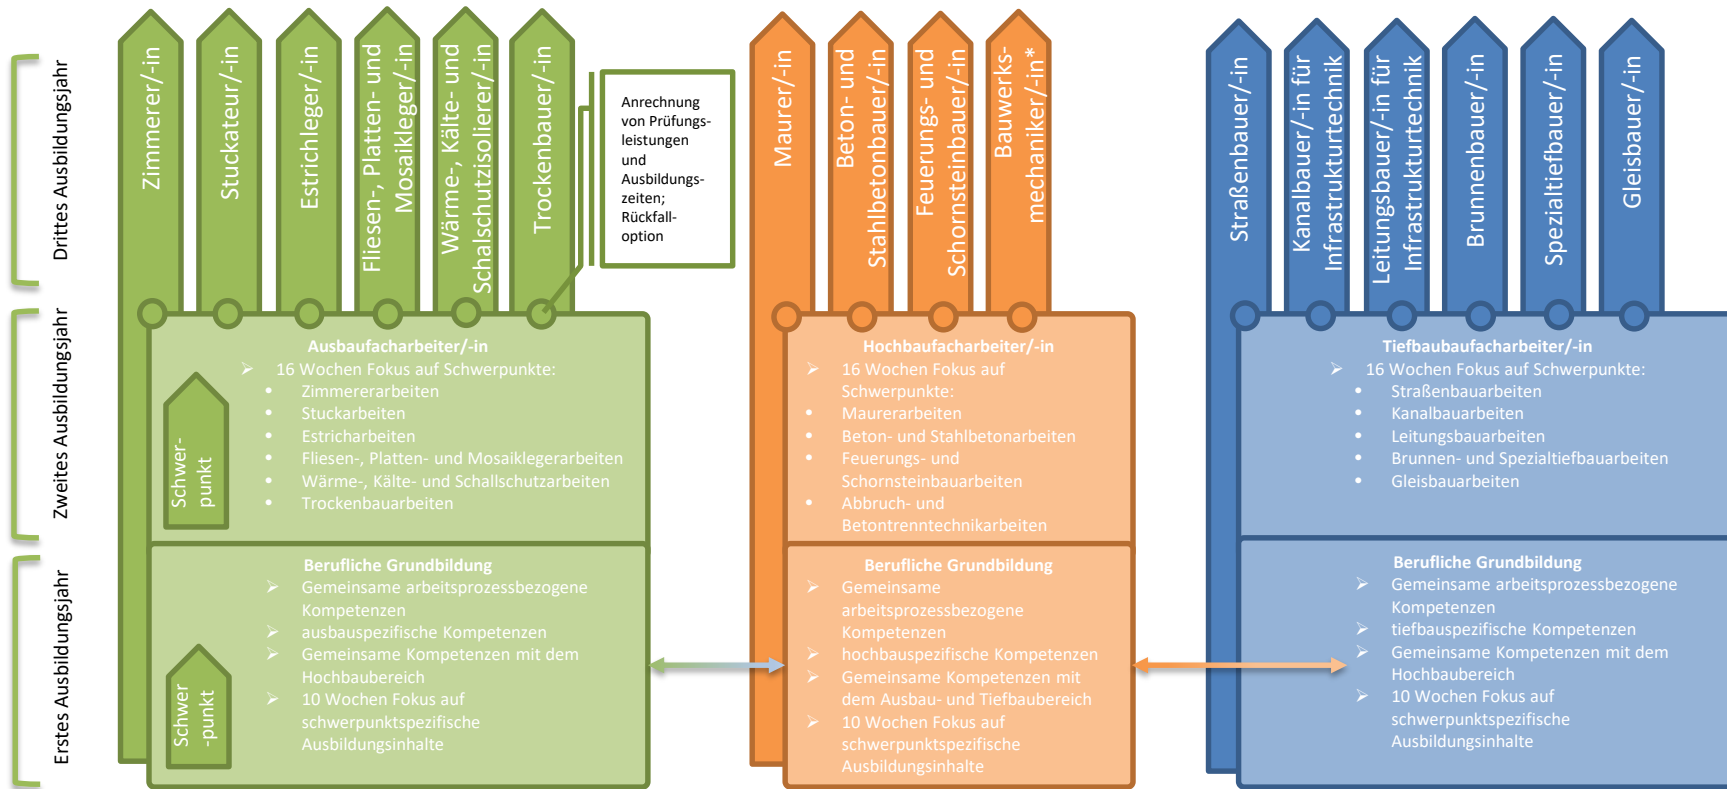 Drittes Ausbildungsjahr
Zimmerer/-in
Stuckateur/-in
Estrichleger/-in
Fliesen-, Platten- und
Mosaikleger/-in
Wärme-, Kälte- und
Schalschutzisolierer/-in
Trockenbauer/-in
Anrechnung
von Prüfungs-
leistungen
und
Ausbildungs-
zeiten;
Rückfall-
option
Maurer/-in
Beton- und
Stahlbetonbauer/-in
Feuerungs- und
Schornsteinbauer/-in
Bauwerks-
mechaniker/-in*
Straßenbauer/-in
Kanalbauer/-in für
Infrastrukturtechnik
Leitungsbauer/-in für
Infrastrukturtechnik
Brunnenbauer/-in
Spezialtiefbauer/-in
Gleisbauer/-in
Zweites Ausbildungsjahr
Schwer-
punkt
Ausbaufacharbeiter/-in
➢ 16 Wochen Fokus auf Schwerpunkte:
• Zimmererarbeiten
• Stuckarbeiten
• Estricharbeiten
• Fliesen-, Platten- und Mosaiklegerarbeiten
• Wärme-, Kälte- und Schallschutzarbeiten
• Trockenbauarbeiten
Hochbaufacharbeiter/-in
➢ 16 Wochen Fokus auf
Schwerpunkte:
• Maurerarbeiten
• Beton- und Stahlbetonarbeiten
• Feuerungs- und
Schornsteinbauarbeiten
• Abbruch- und
Betontrenntechnikarbeiten
Tiefbaubaufacharbeiter/-in
➢ 16 Wochen Fokus auf Schwerpunkte:
• Straßenbauarbeiten
• Kanalbauarbeiten
• Leitungsbauarbeiten
• Brunnen- und Spezialtiefbauarbeiten
• Gleisbauarbeiten
Erstes Ausbildungsjahr
Schwer
-punkt
Berufliche Grundbildung
➢ Gemeinsame arbeitsprozessbezogene
Kompetenzen
➢ ausbauspezifische Kompetenzen
➢ Gemeinsame Kompetenzen mit dem
Hochbaubereich
➢ 10 Wochen Fokus auf
schwerpunktspezifische
Ausbildungsinhalte
Berufliche Grundbildung
➢ Gemeinsame
arbeitsprozessbezogene
Kompetenzen
➢ hochbauspezifische Kompetenzen
➢ Gemeinsame Kompetenzen mit
dem Ausbau- und Tiefbaubereich
➢ 10 Wochen Fokus auf
schwerpunktspezifische
Ausbildungsinhalte
Berufliche Grundbildung
➢ Gemeinsame arbeitsprozessbezogene
Kompetenzen
➢ tiefbauspezifische Kompetenzen
➢ Gemeinsame Kompetenzen mit dem
Hochbaubereich
➢ 10 Wochen Fokus auf
schwerpunktspezifische
Ausbildungsinhalte